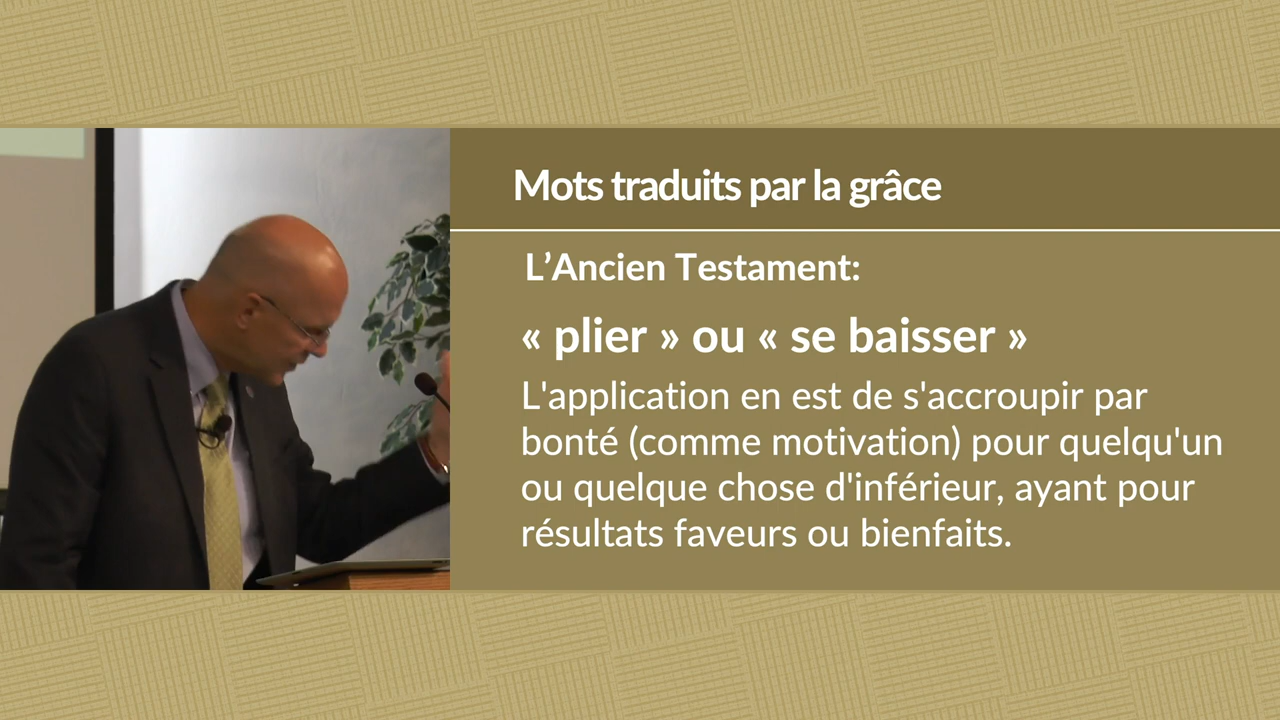 Mots traduits par la grâce
L’Ancien Testament:
« plier » ou « se baisser »
L'application en est de s'accroupir par
bonté (comme motivation) pour quelqu'un
ou quelque chose d'inférieur, ayant pour
résultats faveurs ou bienfaits.